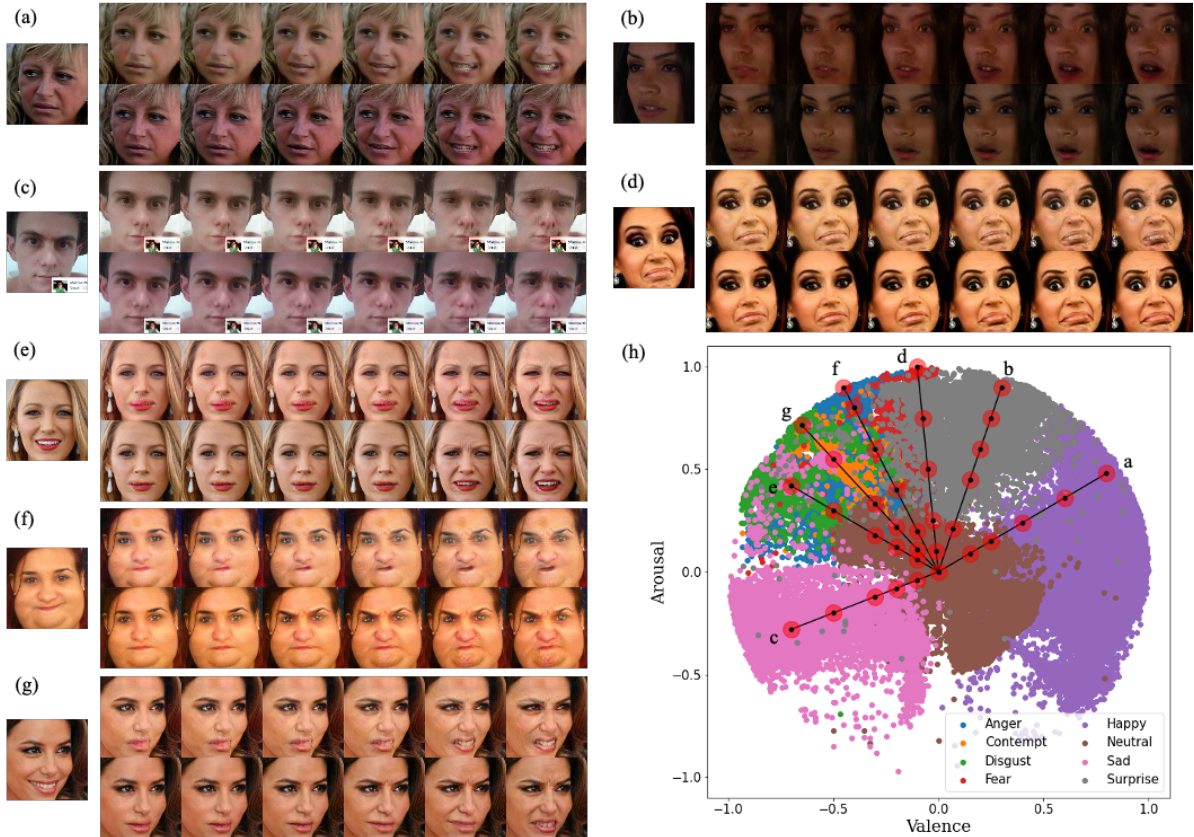 (a)
(b)
(c)
(d)
(e)
(f)
(g)
(h)
1.0
0.5
0.0
−0.5
−1.0
Arousal
−1.0
−0.5
0.0
0.5
1.0
Valence
f
d
b
g
a
e
c
Anger
Contempt
Disgust
Fear
Happy
Neutral
Sad
Surprise